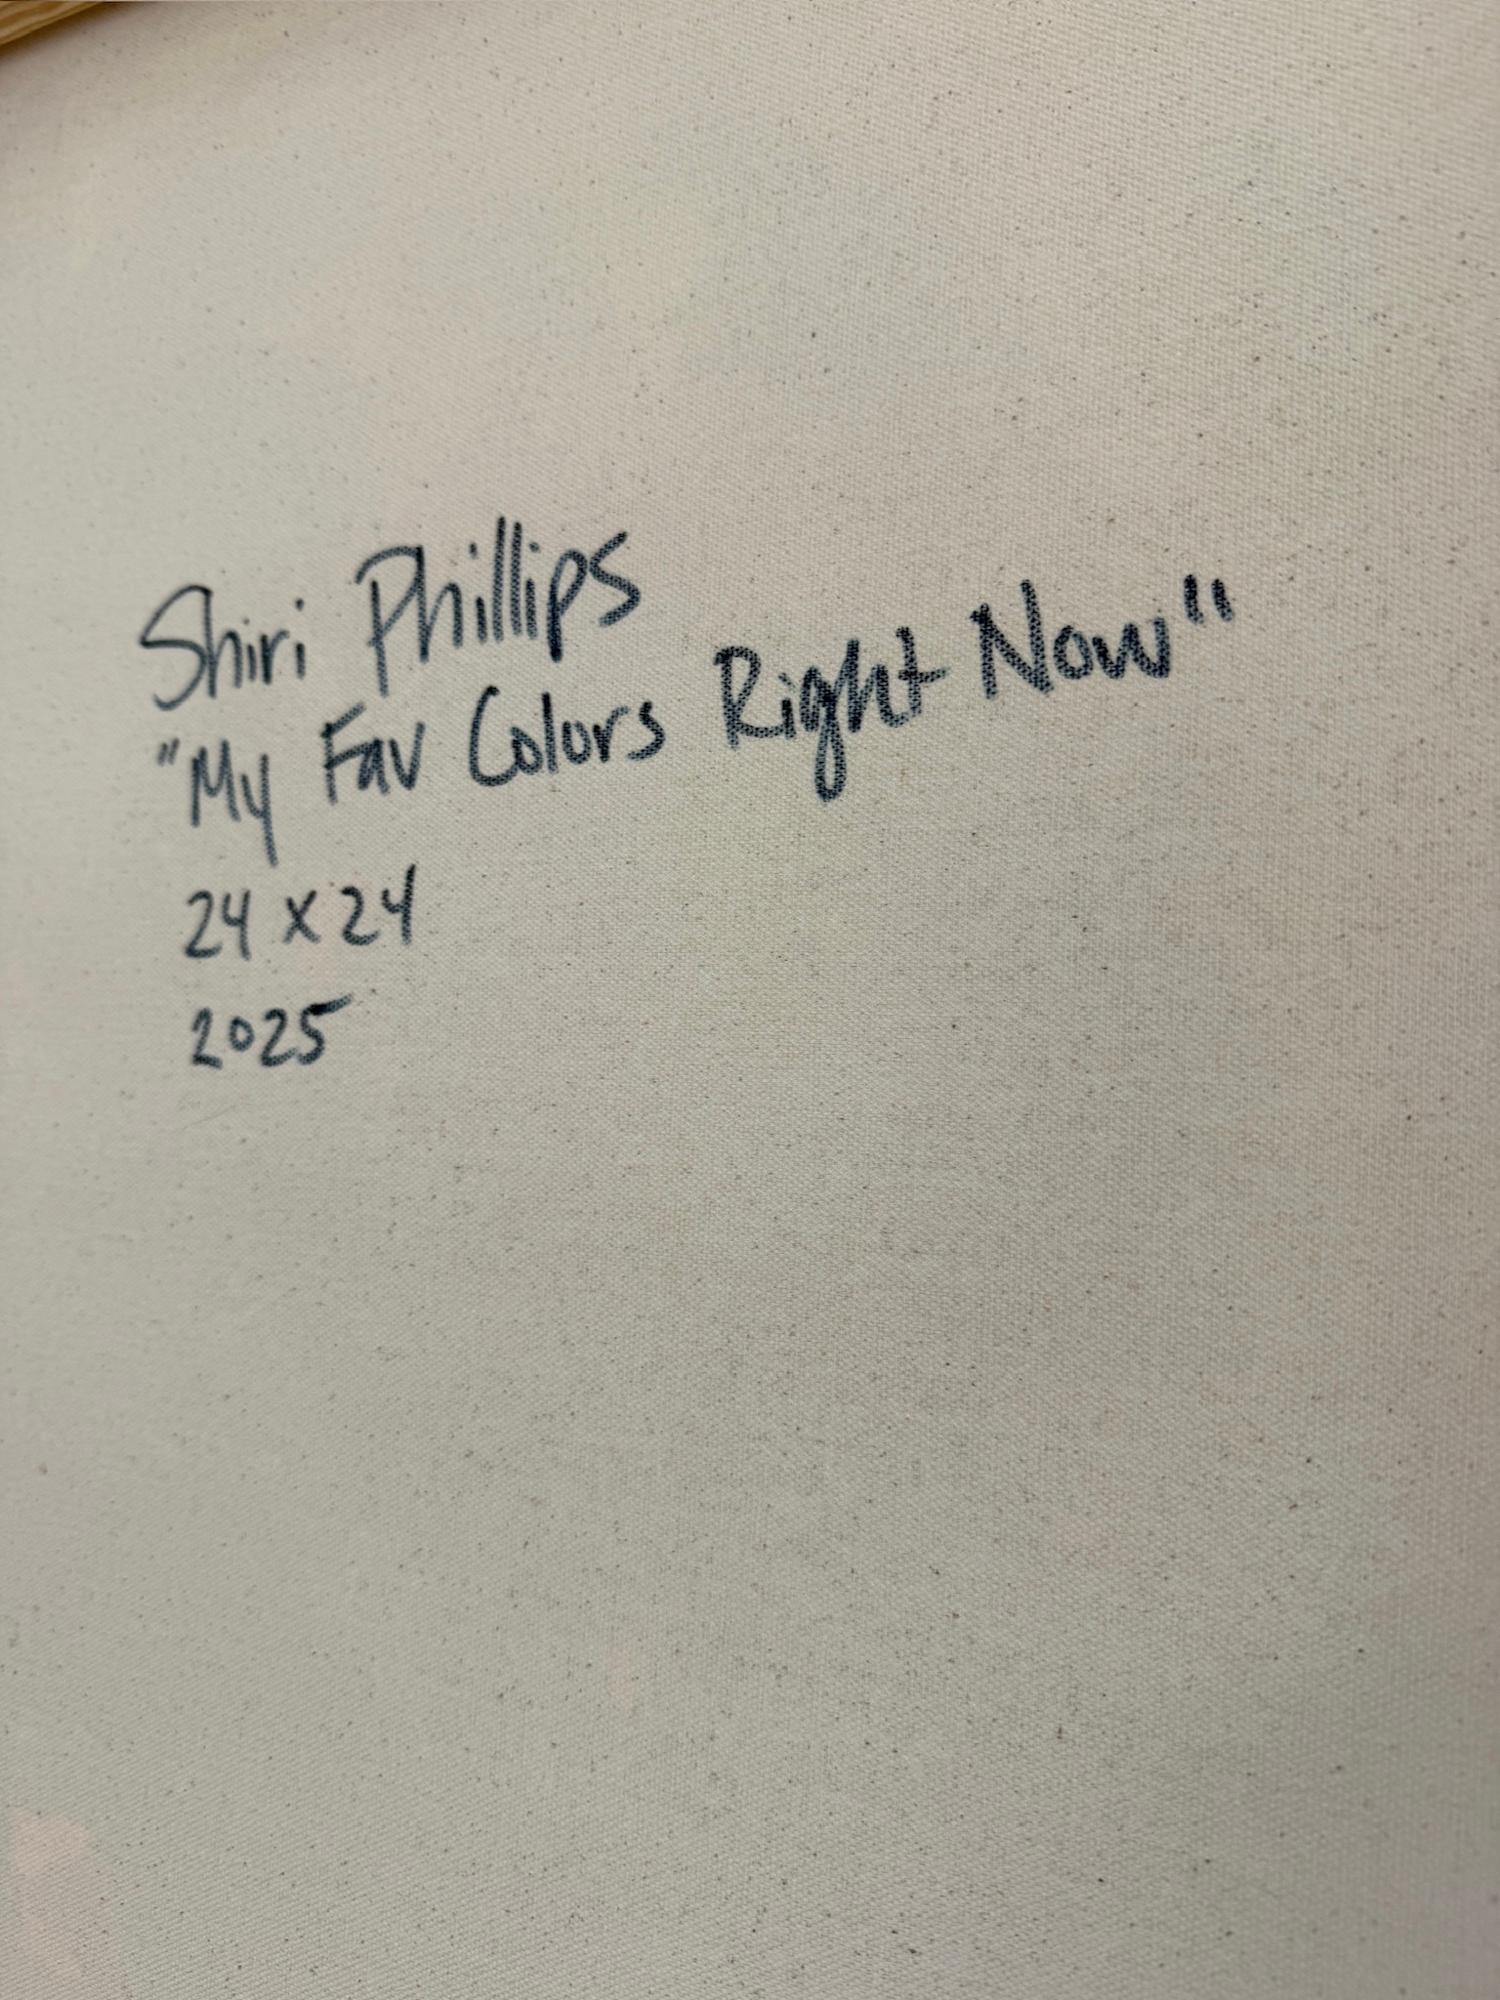 Shiri Phillips
"My Fav Colors Right Now"
24 x 24
2025